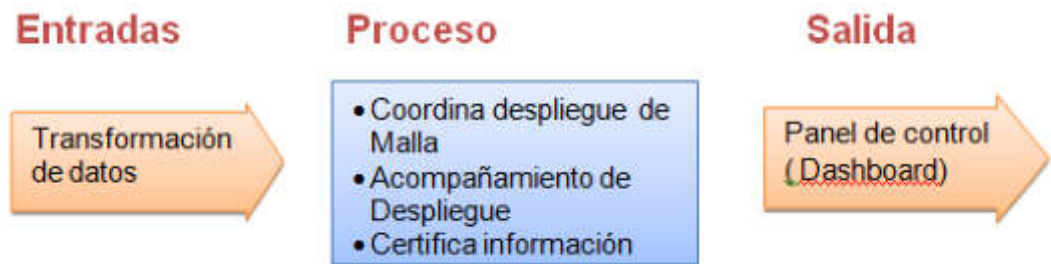 Entradas
Proceso
Salida
Transformación
de datos
• Coordina despliegue de
Malla
• Acompañamiento de
Despliegue
• Certifica información
Panel de control
( Dashboard)